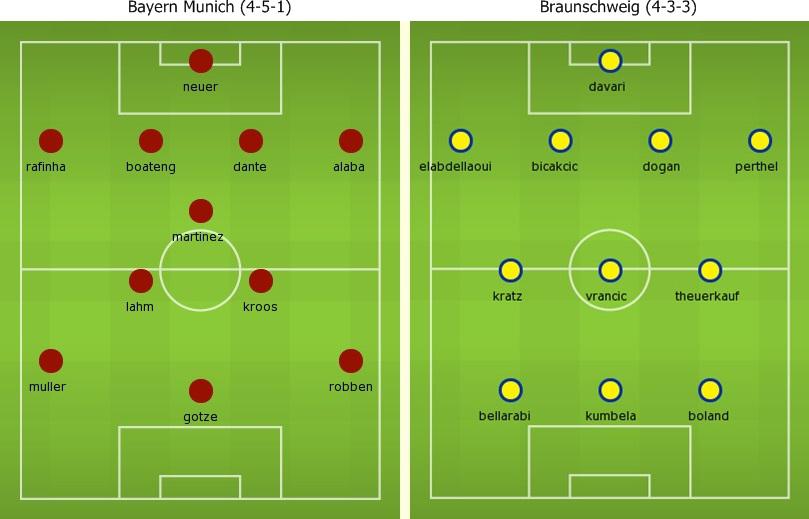 Bayern Munich (4-5-1)
neuer
rafinha boateng dante alaba
martinez
lahm kroos
muller robben
gotze
Braunschweig (4-3-3)
davari
elabdellaoui bicakcic dogan perthel
kratz vrancic theuerkauf
bellarabi kumbela boland